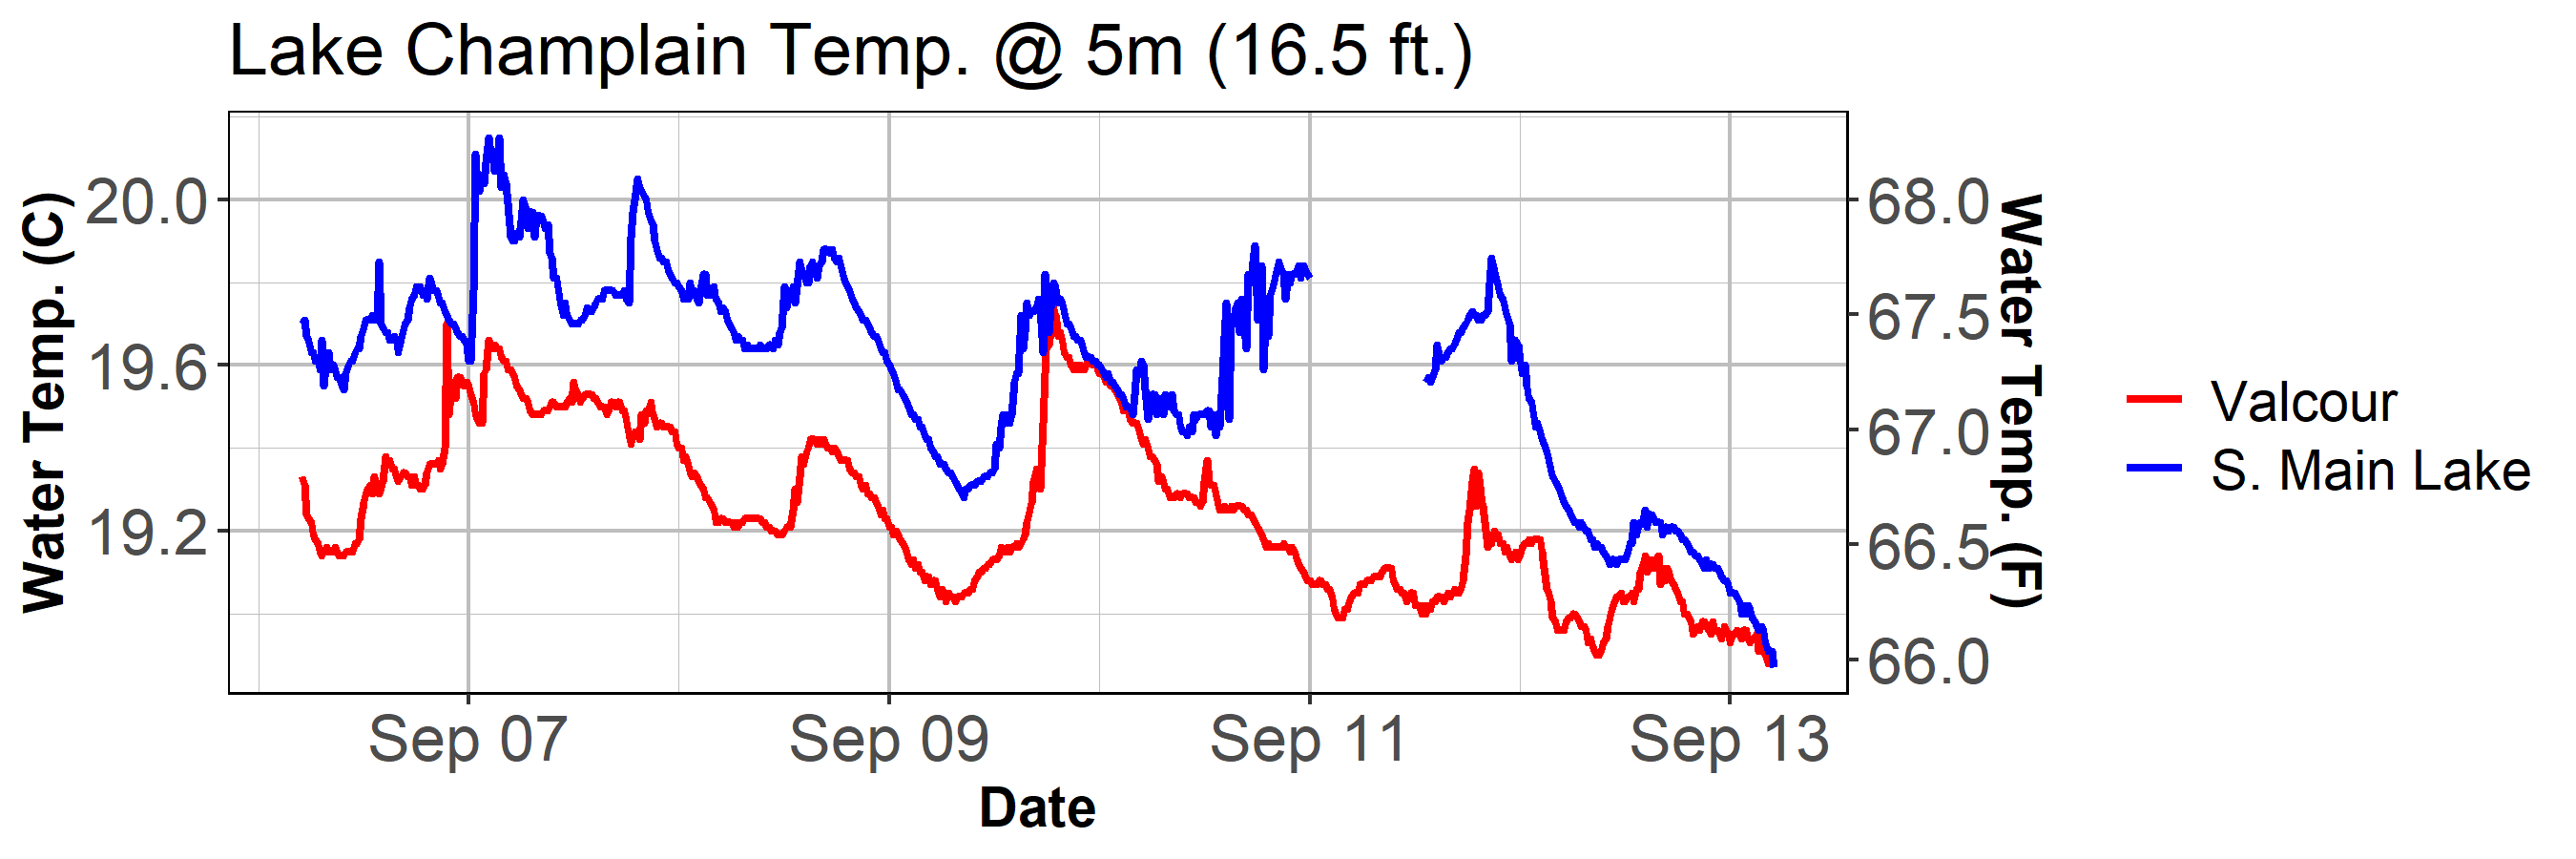 Lake Champlain Temp. @ 5m (16.5 ft.)
Water Temp. (C)
20.0
19.6
19.2
68.0
67.5
67.0
66.5
66.0
Water Temp. (F)
Sep 07 Sep 09 Sep 11 Sep 13
Date
Valcour
S. Main Lake